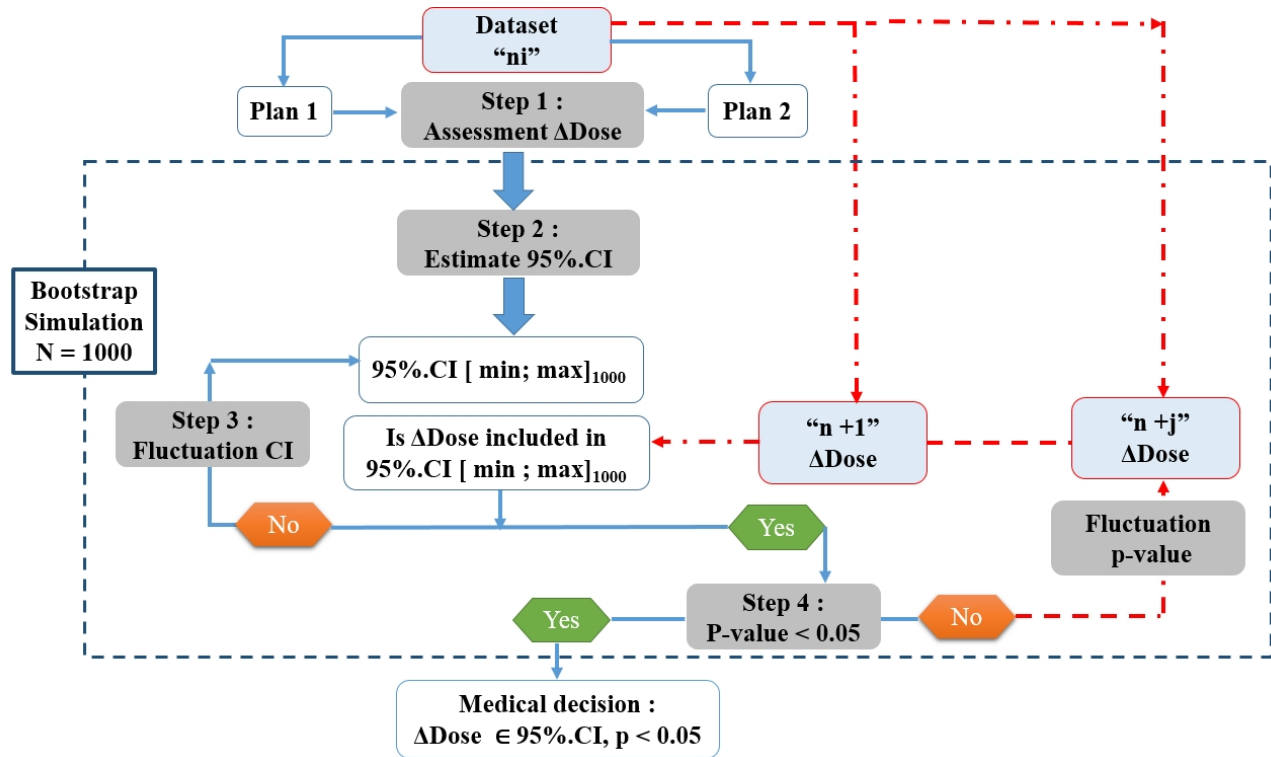 Dataset
“ni”
Plan 1
Step 1 :
Assessment ΔDose
Plan 2
Step 2 :
Estimate 95%.CI
Bootstrap
Simulation
N = 1000
95%.CI [ min; max]1000
Step 3 :
Fluctuation CI
Is ΔDose included in
95%.CI [ min ; max]1000
“n +1”
ΔDose
“n +j”
ΔDose
No
Yes
Fluctuation
p-value
Step 4 :
P-value < 0.05
Yes
No
Medical decision :
ΔDose ∈ 95%.CI, p < 0.05